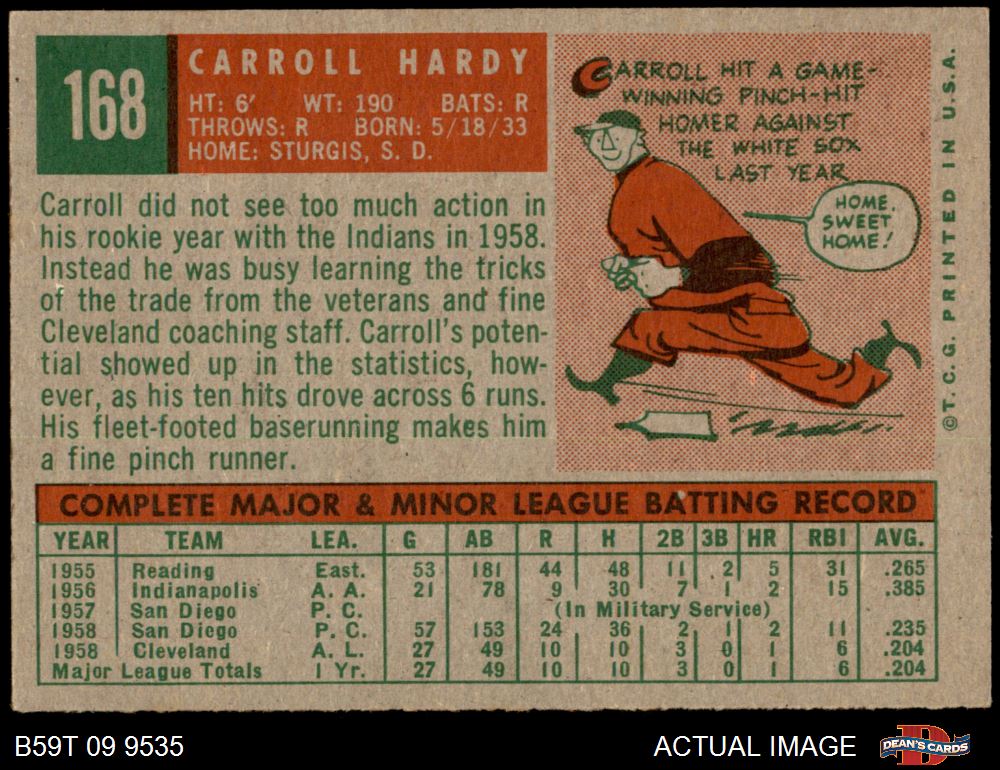 168
CARROLL HARDY
HT: 6' WT: 190 BATS: R
THROWS: R BORN: 5/18/33
HOME: STURGIS, S. D.
CARROLL HIT A GAME-
WINNING PINCH-HIT
HOMER AGAINST
THE WHITE SOX
LAST YEAR
HOME,
SWEET
HOME!
©T. C. G. PRINTED IN U.S.A.
Carroll did not see too much action in
his rookie year with the Indians in 1958.
Instead he was busy learning the tricks
of the trade from the veterans and fine
Cleveland coaching staff. Carroll's poten-
tial showed up in the statistics, how-
ever, as his ten hits drove across 6 runs.
His fleet-footed baserunning makes him
a fine pinch runner.
COMPLETE MAJOR & MINOR LEAGUE BATTING RECORD
YEAR TEAM LEA. G AB R H 2B 3B HR RBI AVG.
1955 Reading East. 53 181 44 48 11 2 5 31 .265
1956 Indianapolis A. A. 21 78 9 30 7 1 2 15 .385
1957 San Diego P. C. (In Military Service)
1958 San Diego P. C. 57 153 24 36 2 1 2 11 .235
1958 Cleveland A. L. 27 49 10 10 3 0 1 6 .204
Major League Totals 1 Yr. 27 49 10 10 3 0 1 6 .204
B59T 09 9535
ACTUAL IMAGE
D
DEAN'S CARDS